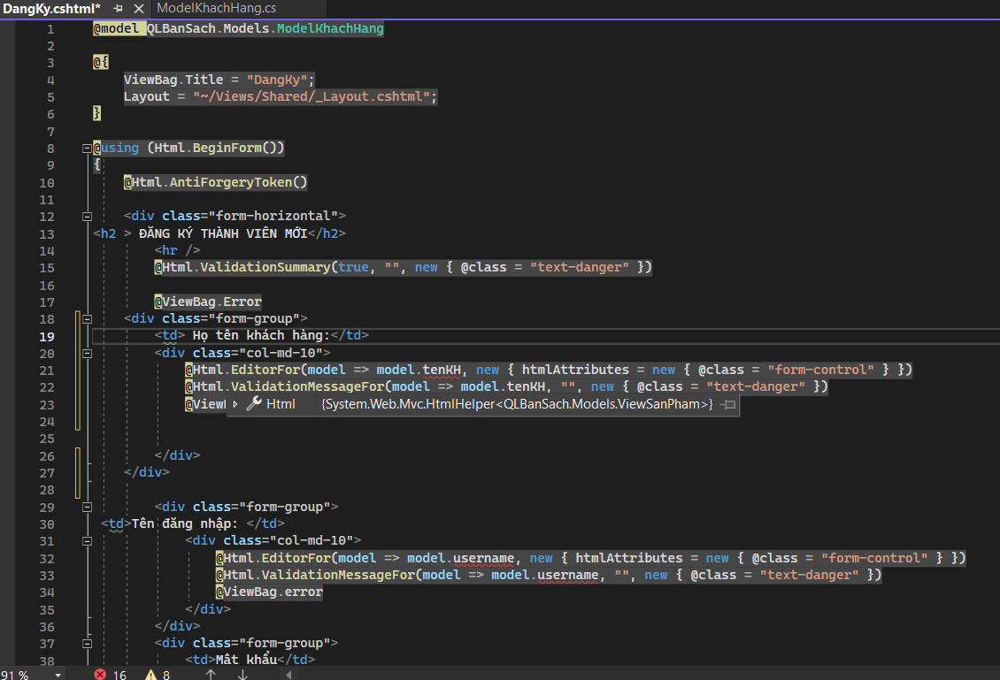 DangKy.cshtml* ModelKhachHang.cs
1 @model QLBanSach.Models.ModelKhachHang
2
3 @{
4 ViewBag.Title = "DangKy";
5 Layout = "~/Views/Shared/_Layout.cshtml";
6 }
7
8 @using (Html.BeginForm())
9 {
10 @Html.AntiForgeryToken()
11
12 <div class="form-horizontal">
13 <h2 > ĐĂNG KÝ THÀNH VIÊN MỚI</h2>
14 <hr />
15 @Html.ValidationSummary(true, "", new { @class = "text-danger" })
16
17 @ViewBag.Error
18 <div class="form-group">
19 <td> Họ tên khách hàng:</td>
20 <div class="col-md-10">
21 @Html.EditorFor(model => model.tenKH, new { htmlAttributes = new { @class = "form-control" } })
22 @Html.ValidationMessageFor(model => model.tenKH, "", new { @class = "text-danger" })
23 @View Html {System.Web.Mvc.HtmlHelper<QLBanSach.Models.ViewSanPham>}
24
25
26 </div>
27 </div>
28
29 <div class="form-group">
30 <td>Tên đăng nhập: </td>
31 <div class="col-md-10">
32 @Html.EditorFor(model => model.username, new { htmlAttributes = new { @class = "form-control" } })
33 @Html.ValidationMessageFor(model => model.username, "", new { @class = "text-danger" })
34 @ViewBag.error
35 </div>
36 </div>
37 <div class="form-group">
38 <td>Mật khẩu</td>
91 % 16 8